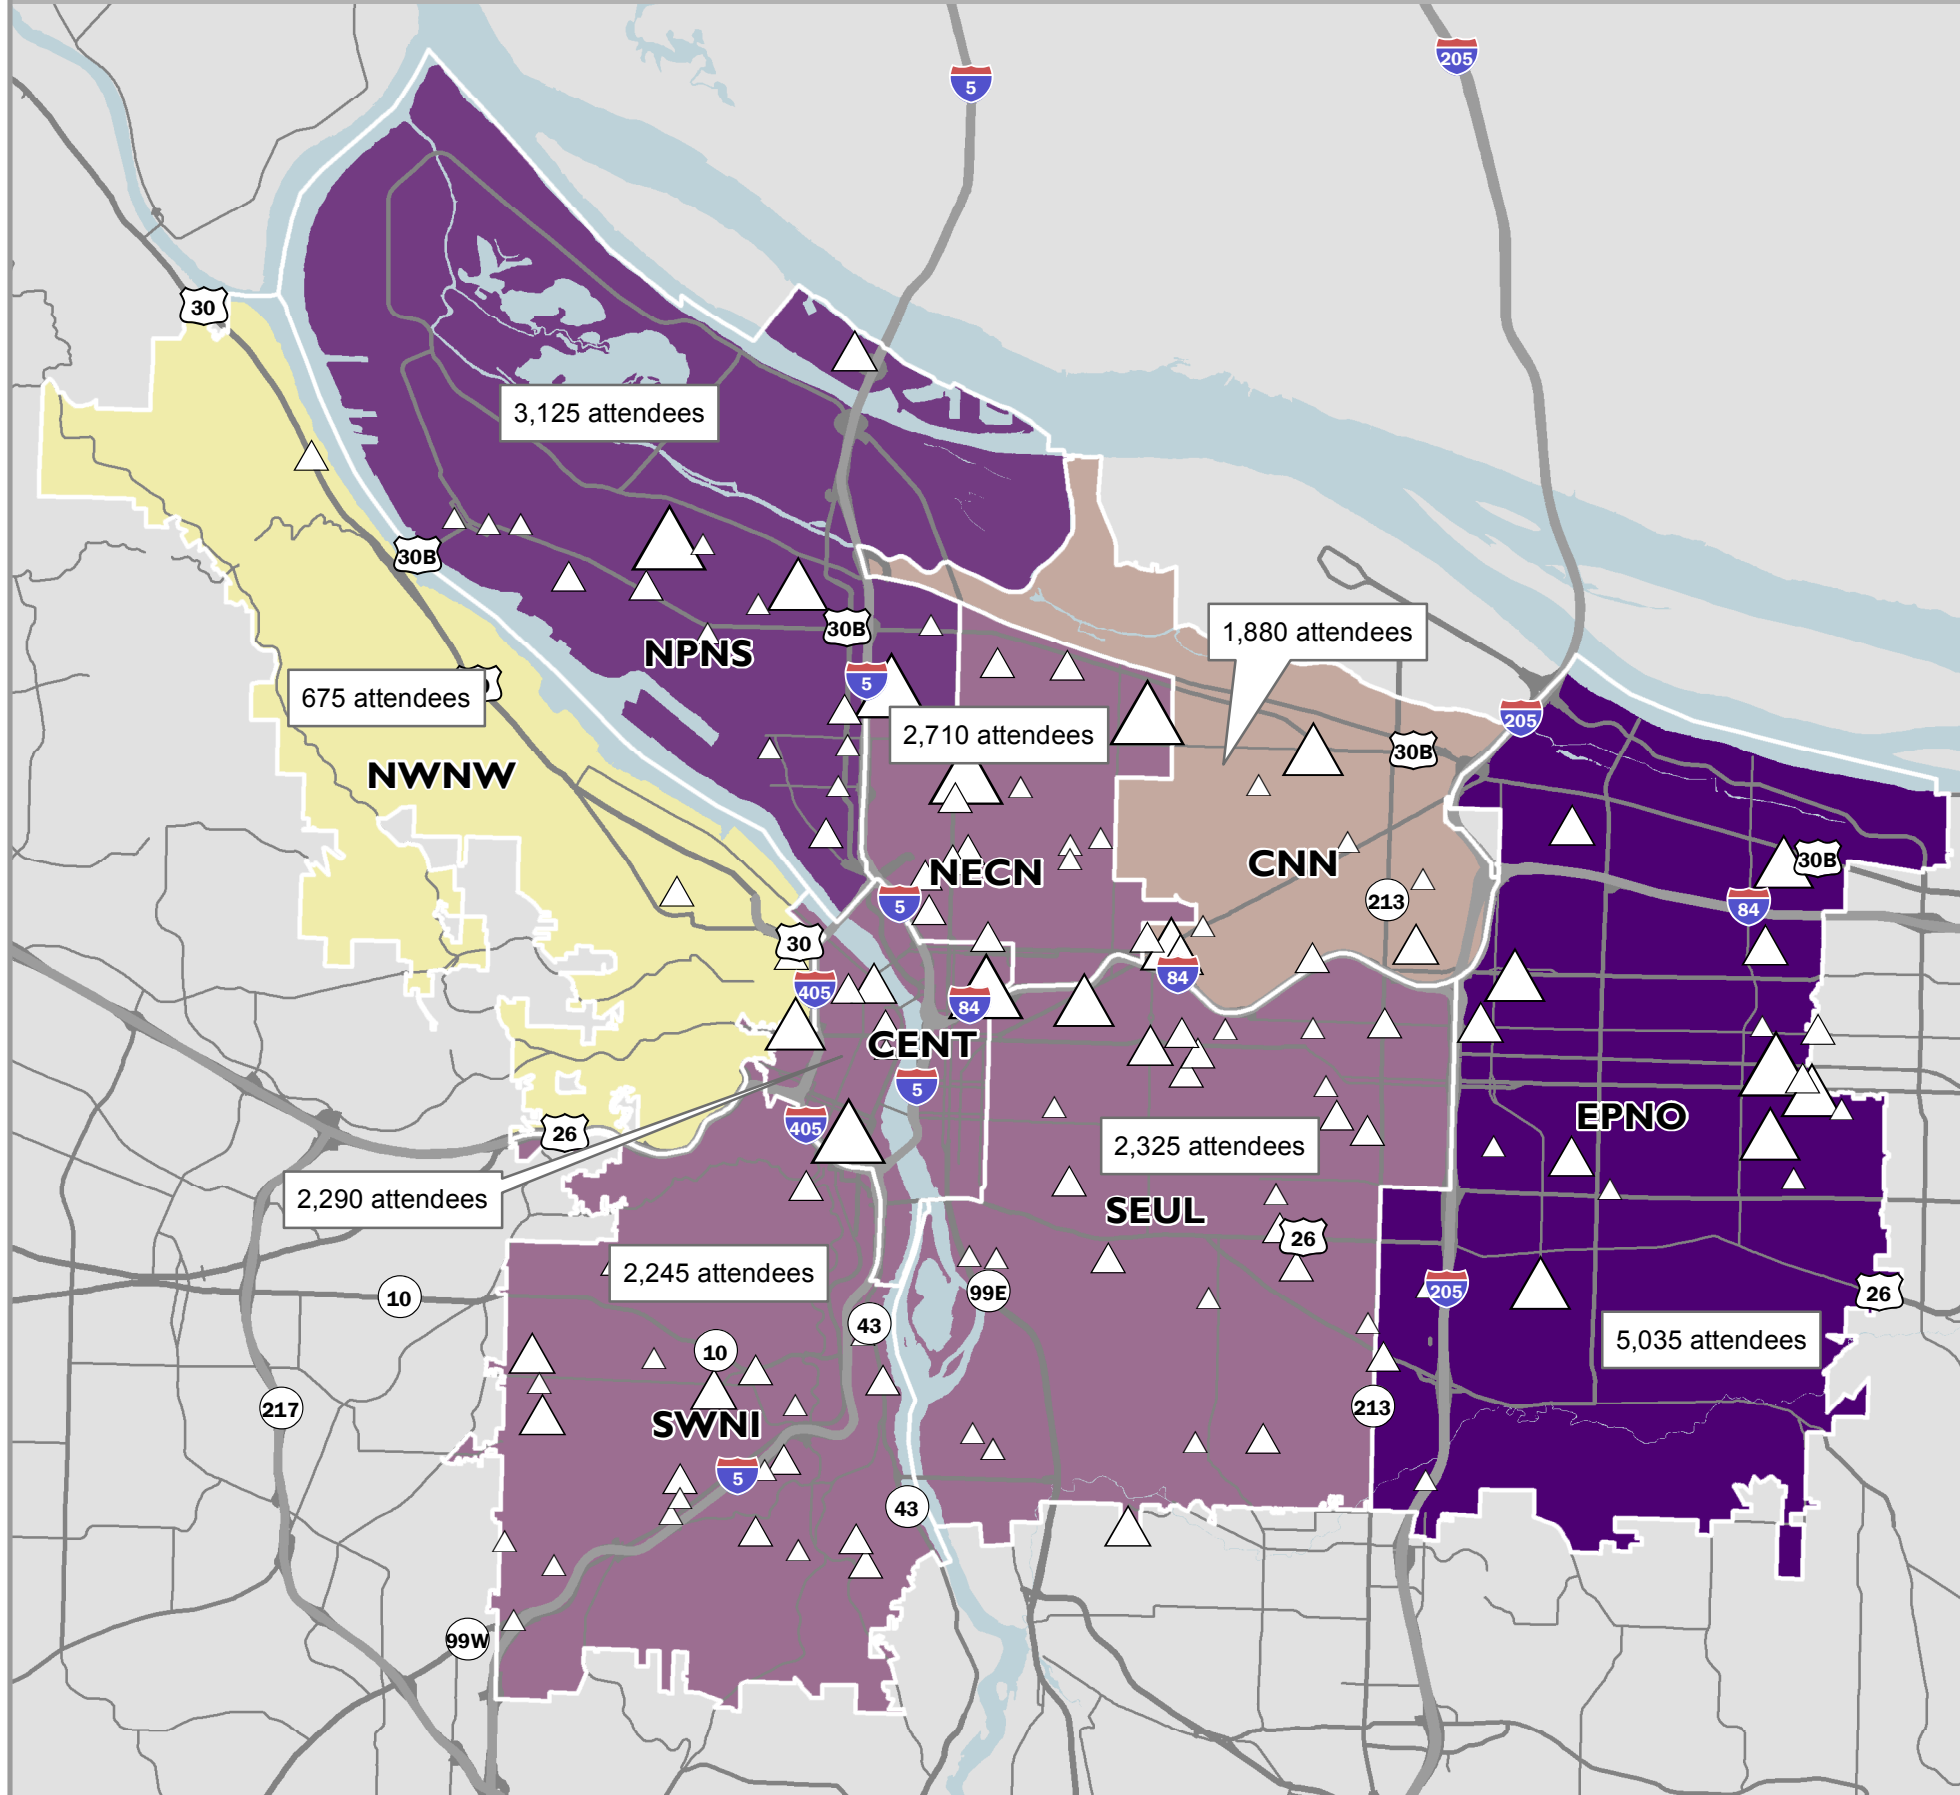 205
5
30
3,125 attendees
30B
30B
1,880 attendees
NPNS
5
675 attendees
205
2,710 attendees
30B
NWNW
30B
CNN
NECN
213
5
84
30
84
405
84
CENT
5
EPNO
405
26
2,325 attendees
2,290 attendees
SEUL
26
2,245 attendees
99E
205
26
10
43
5,035 attendees
10
213
217
SWNI
5
43
99W